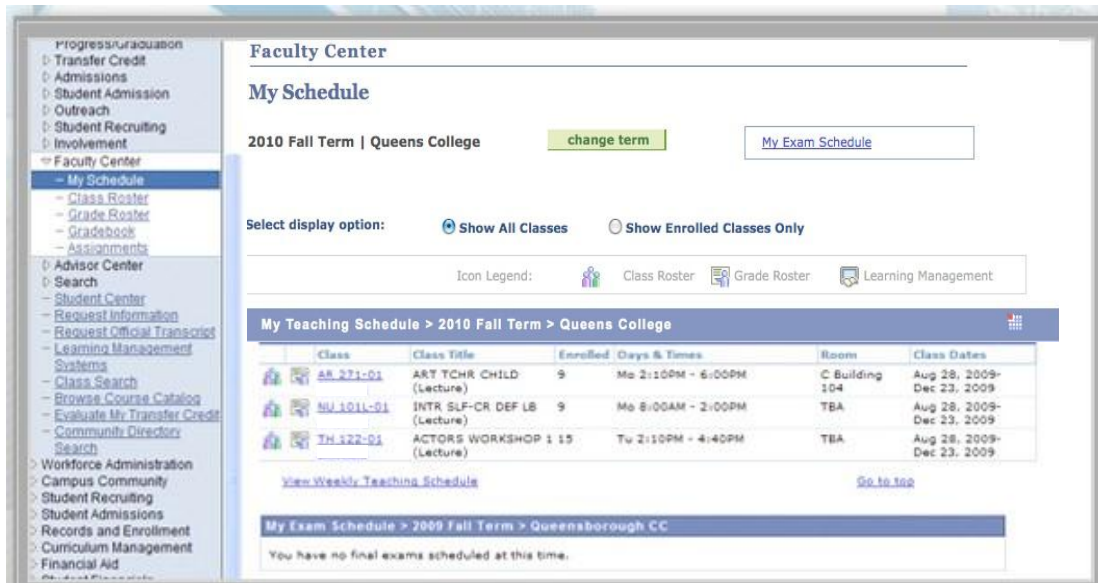 Progress/Graduation
Transfer Credit
Admissions
Student Admission
Outreach
Student Recruiting
Involvement
Faculty Center
– My Schedule
– Class Roster
– Grade Roster
– Gradebook
– Assignments
Advisor Center
Search
– Student Center
– Request Information
– Request Official Transcript
– Learning Management
Systems
– Class Search
– Browse Course Catalog
– Evaluate My Transfer Credit
– Community Directory
Search
Workforce Administration
Campus Community
Student Recruiting
Student Admissions
Records and Enrollment
Curriculum Management
Financial Aid
Student Financials
Faculty Center
My Schedule
2010 Fall Term | Queens College change term My Exam Schedule
Select display option: Show All Classes Show Enrolled Classes Only
Icon Legend: Class Roster Grade Roster Learning Management
My Teaching Schedule > 2010 Fall Term > Queens College
Class Class Title Enrolled Days & Times Room Class Dates
AR 271-01 ART TCHR CHILD 9 Mo 2:10PM - 6:00PM C Building Aug 28, 2009-
(Lecture) 104 Dec 23, 2009
NU 101L-01 INTR SLF-CR DEF LB 9 Mo 8:00AM - 2:00PM TBA Aug 28, 2009-
(Lecture) Dec 23, 2009
TH 122-01 ACTORS WORKSHOP 1 15 Tu 2:10PM - 4:40PM TBA Aug 28, 2009-
(Lecture) Dec 23, 2009
View Weekly Teaching Schedule Go to top
My Exam Schedule > 2009 Fall Term > Queensborough CC
You have no final exams scheduled at this time.